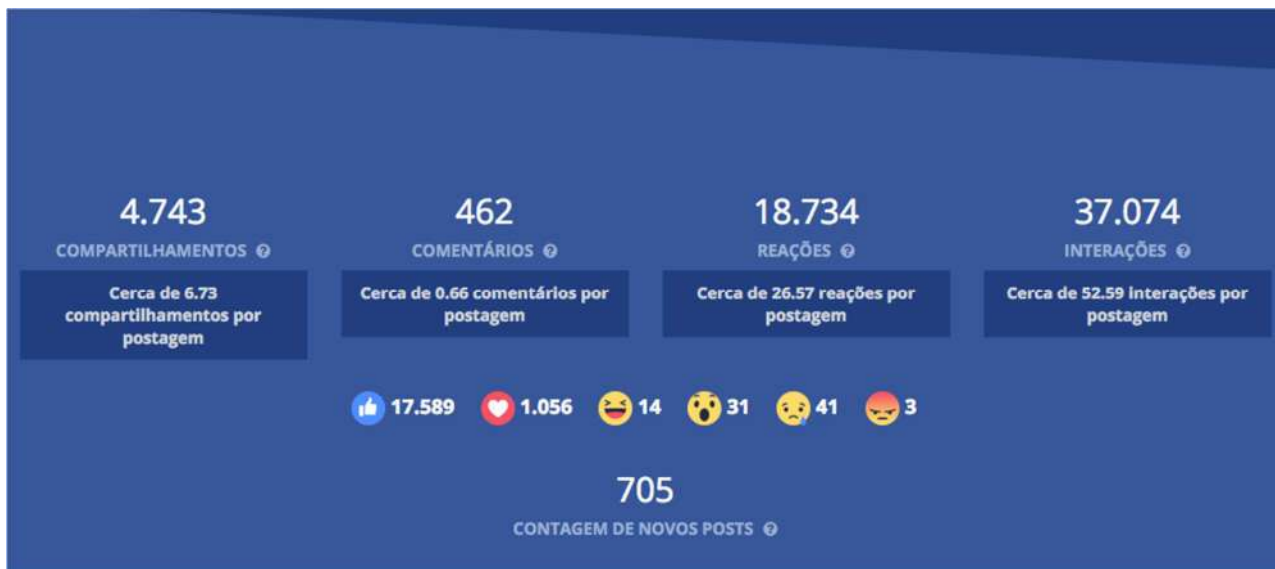 4.743
COMPARTILHAMENTOS
Cerca de 6.73
compartilhamentos por
postagem
462
COMENTÁRIOS
Cerca de 0.66 comentários por
postagem
18.734
REAÇÕES
Cerca de 26.57 reações por
postagem
37.074
INTERAÇÕES
Cerca de 52.59 interações por
postagem
17.589 1.056 14 31 41 3
705
CONTAGEM DE NOVOS POSTS